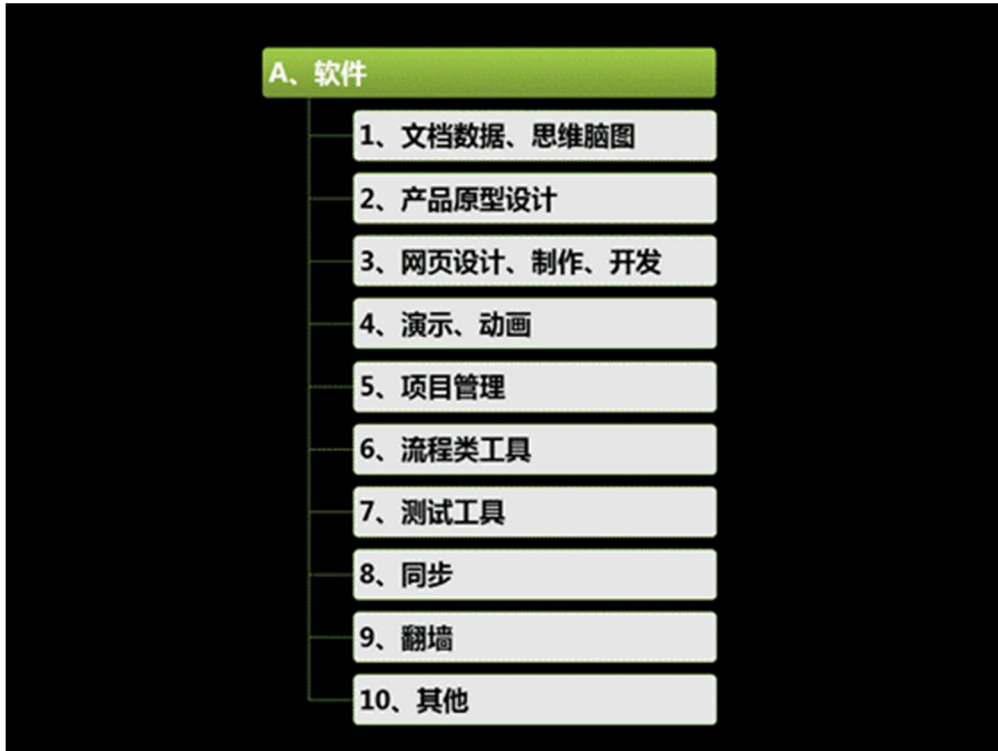 A、软件
1、文档数据、思维脑图
2、产品原型设计
3、网页设计、制作、开发
4、演示、动画
5、项目管理
6、流程类工具
7、测试工具
8、同步
9、翻墙
10、其他